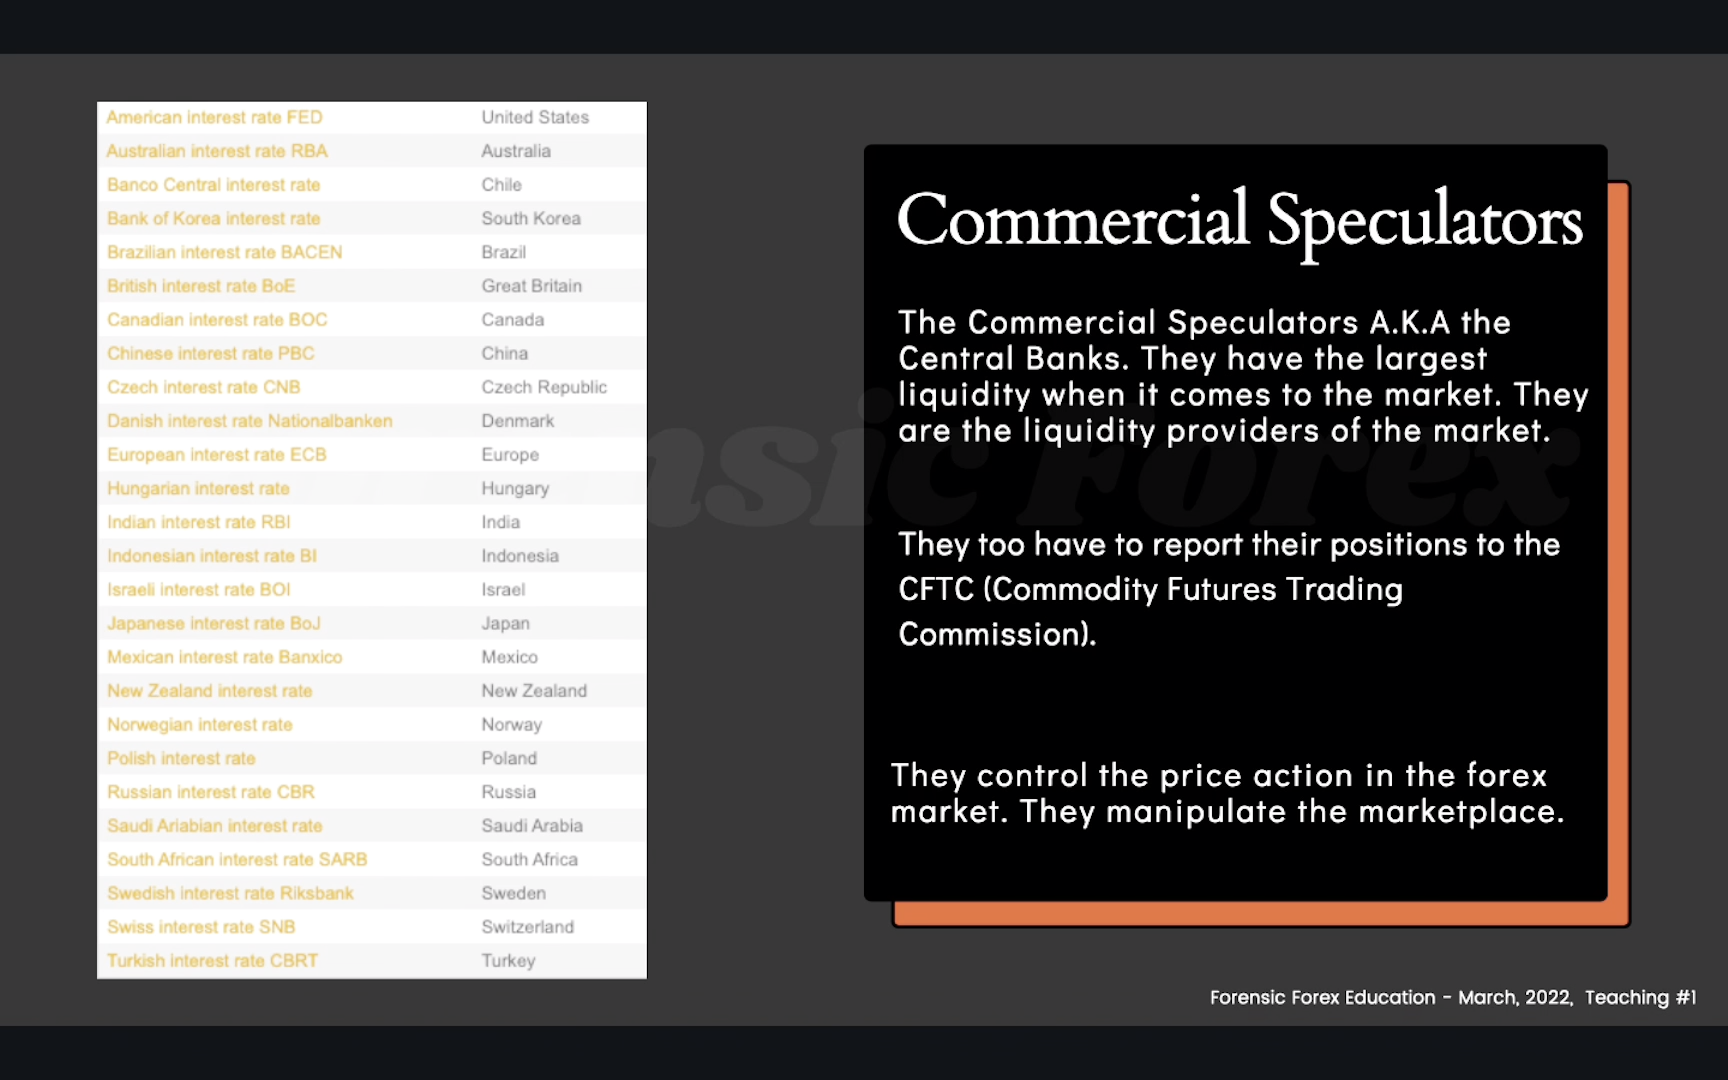 American interest rate FED United States
Australian interest rate RBA Australia
Banco Central interest rate Chile
Bank of Korea interest rate South Korea
Brazilian interest rate BACEN Brazil
British interest rate BoE Great Britain
Canadian interest rate BOC Canada
Chinese interest rate PBC China
Czech interest rate CNB Czech Republic
Danish interest rate Nationalbanken Denmark
European interest rate ECB Europe
Hungarian interest rate Hungary
Indian interest rate RBI India
Indonesian interest rate BI Indonesia
Israeli interest rate BOI Israel
Japanese interest rate BoJ Japan
Mexican interest rate Banxico Mexico
New Zealand interest rate New Zealand
Norwegian interest rate Norway
Polish interest rate Poland
Russian interest rate CBR Russia
Saudi Ariabian interest rate Saudi Arabia
South African interest rate SARB South Africa
Swedish interest rate Riksbank Sweden
Swiss interest rate SNB Switzerland
Turkish interest rate CBRT Turkey
Commercial Speculators
The Commercial Speculators A.K.A the
Central Banks. They have the largest
liquidity when it comes to the market. They
are the liquidity providers of the market.
They too have to report their positions to the
CFTC (Commodity Futures Trading
Commission).
They control the price action in the forex
market. They manipulate the marketplace.
Forensic Forex Education - March, 2022, Teaching #1